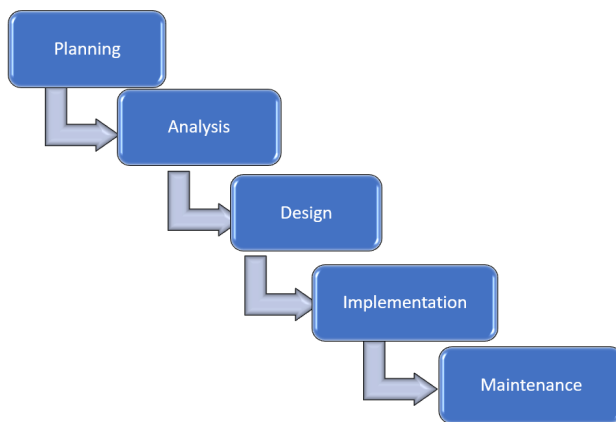 Planning
Analysis
Design
Implementation
Maintenance